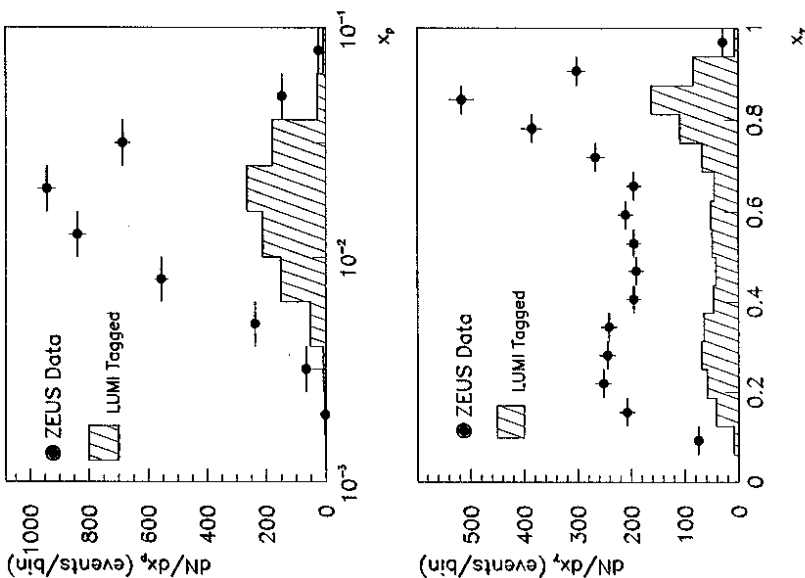 dN/dxₚ (events/bin)
1000
800
600
400
200
0
● ZEUS Data
LUMI Tagged
10⁻³
10⁻²
10⁻¹
xₚ
dN/dxᵧ (events/bin)
500
400
300
200
100
0
● ZEUS Data
LUMI Tagged
0
0.2
0.4
0.6
0.8
1
xᵧ